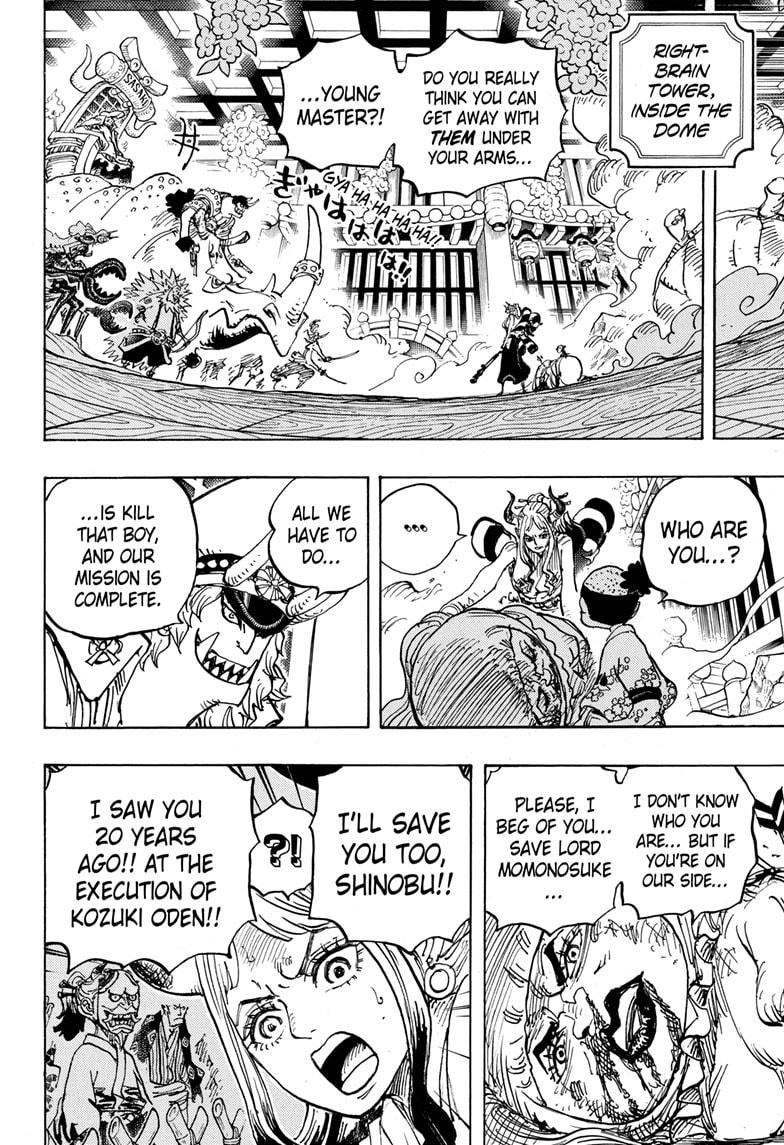 RIGHT-
BRAIN
TOWER,
INSIDE THE
DOME
DO YOU REALLY
THINK YOU CAN
GET AWAY WITH
THEM UNDER
YOUR ARMS...
...YOUNG
MASTER?!
GYA HA HA HA HA HA!!
ぎゃはははは!!
SASAKI
WHO ARE
YOU...?
...
ALL WE
HAVE TO
DO...
...IS KILL
THAT BOY,
AND OUR
MISSION IS
COMPLETE.
I DON'T KNOW
WHO YOU
ARE... BUT IF
YOU'RE ON
OUR SIDE...
PLEASE, I
BEG OF YOU...
SAVE LORD
MOMONOSUKE
...
I'LL SAVE
YOU TOO,
SHINOBU!!
?!
I SAW YOU
20 YEARS
AGO!! AT THE
EXECUTION OF
KOZUKI ODEN!!